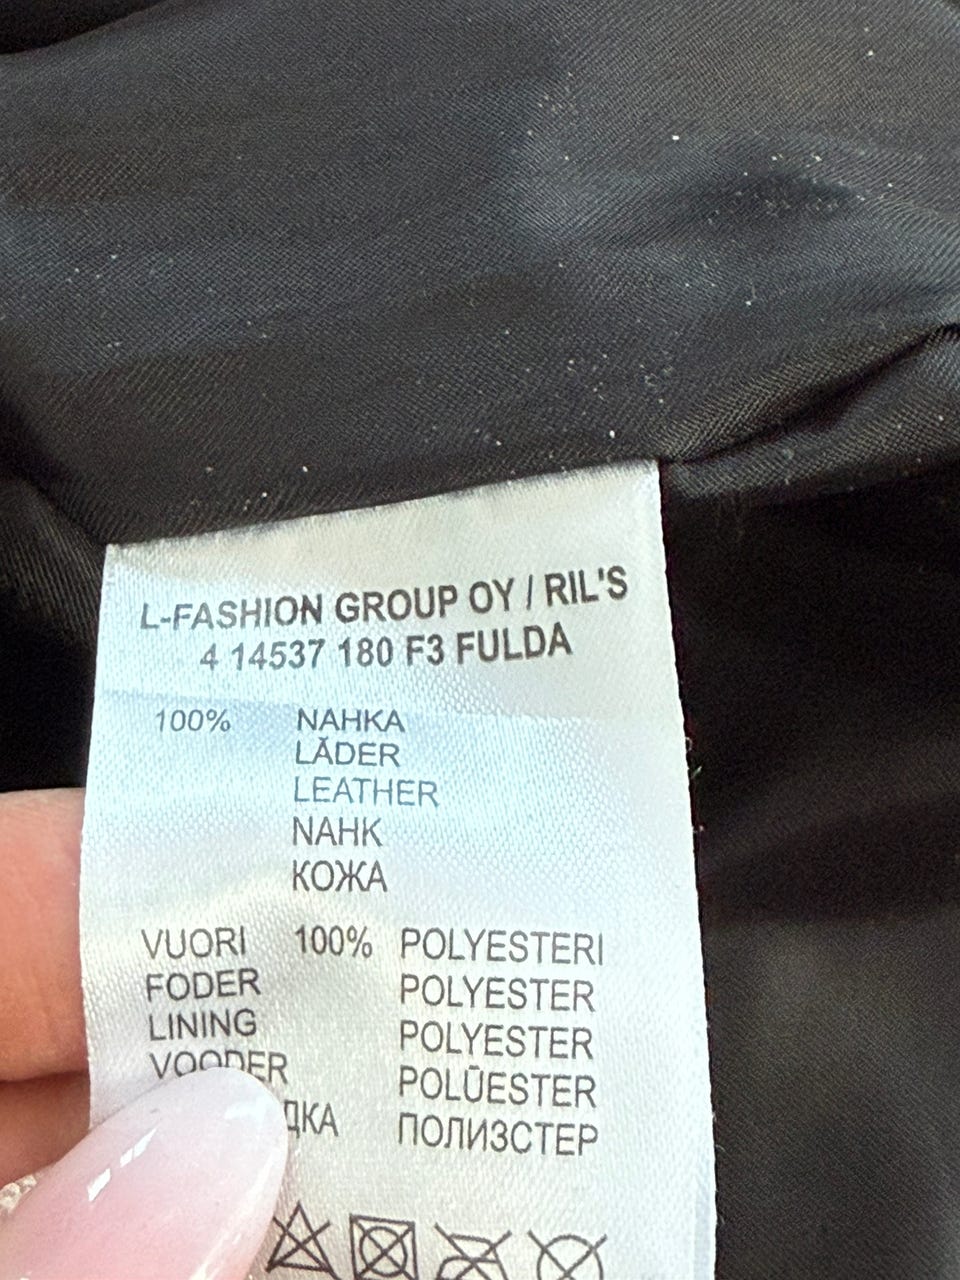 L-FASHION GROUP OY / RIL'S
4 14537 180 F3 FULDA
100% NAHKA
LÄDER
LEATHER
NAHK
КОЖА
VUORI 100% POLYESTERI
FODER POLYESTER
LINING POLYESTER
VOODER POLÜESTER
ПОЛИЗСТЕР